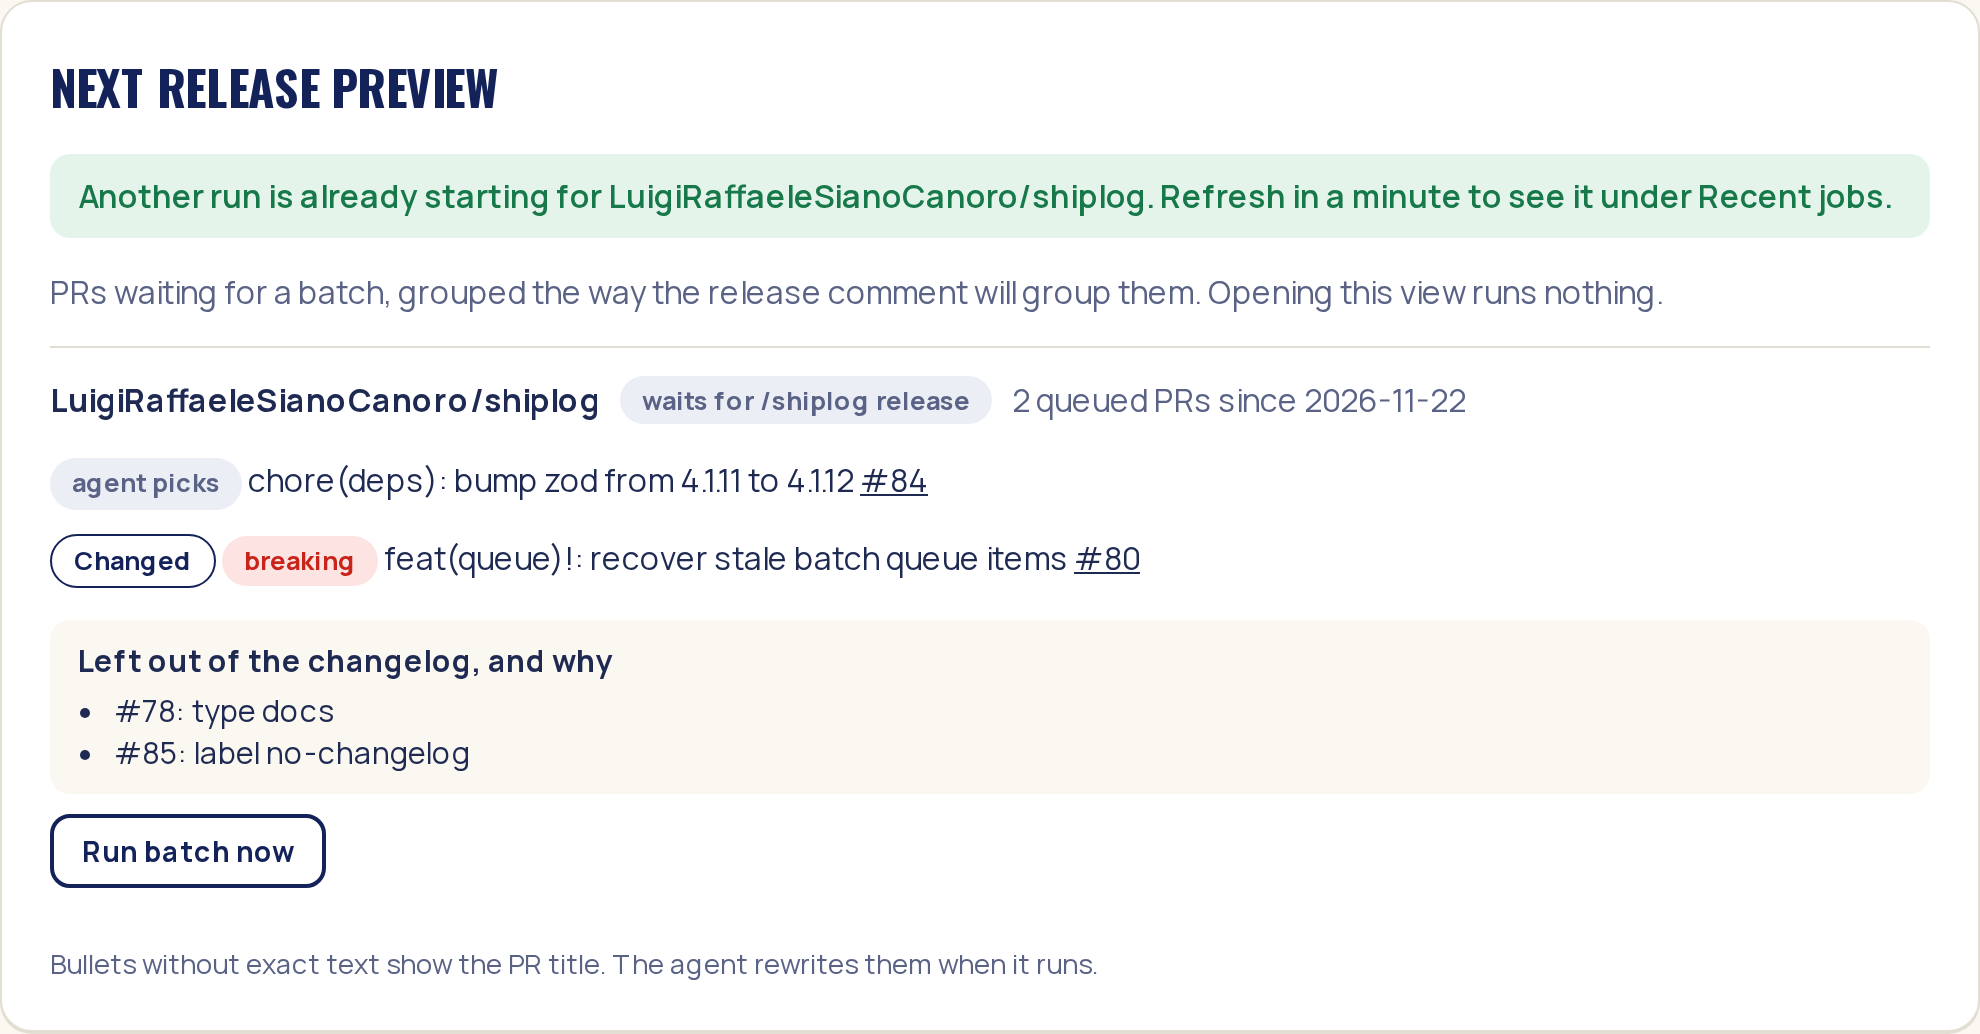 NEXT RELEASE PREVIEW
Another run is already starting for LuigiRaffaeleSianoCanoro/shiplog. Refresh in a minute to see it under Recent jobs.
PRs waiting for a batch, grouped the way the release comment will group them. Opening this view runs nothing.
LuigiRaffaeleSianoCanoro/shiplog waits for /shiplog release 2 queued PRs since 2026-11-22
agent picks chore(deps): bump zod from 4.1.11 to 4.1.12 #84
Changed breaking feat(queue)!: recover stale batch queue items #80
Left out of the changelog, and why
• #78: type docs
• #85: label no-changelog
Run batch now
Bullets without exact text show the PR title. The agent rewrites them when it runs.